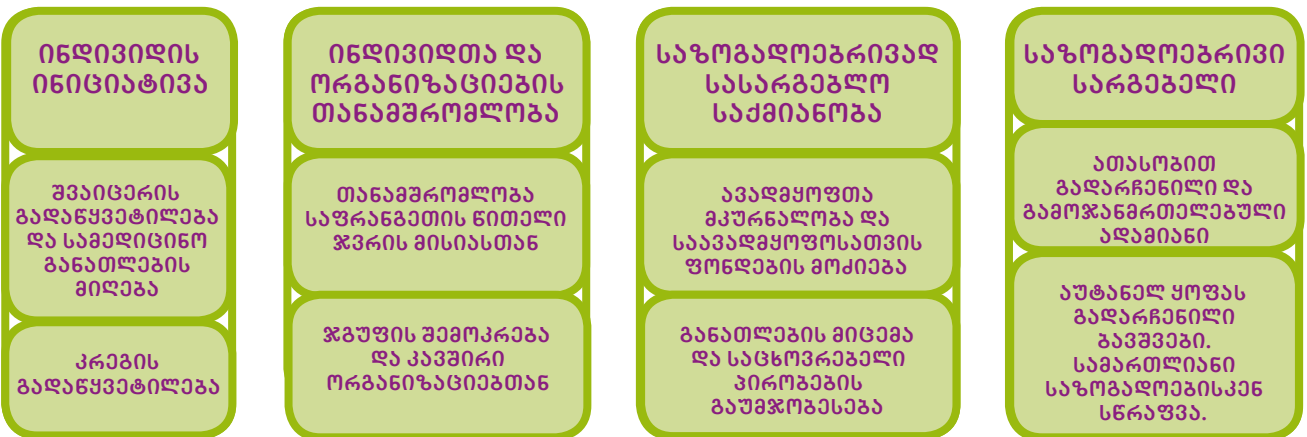 ინდივიდის
ინიციატივა
შვაიცერის
გადაწყვეტილება
და სამედიცინო
განათლების
მიღება
კრეგის
გადაწყვეტილება
ინდივიდთა და
ორგანიზაციების
თანამშრომლობა
თანამშრომლობა
საფრანგეთის წითელი
ჯვრის მისიასთან
ჯგუფის შემოკრება
და კავშირი
ორგანიზაციებთან
საზოგადოებრივად
სასარგებლო
საქმიანობა
ავადმყოფთა
მკურნალობა და
საავადმყოფოსათვის
ფონდების მოძიება
განათლების მიცემა
და საცხოვრებელი
პირობების
გაუმჯობესება
საზოგადოებრივი
სარგებელი
ათასობით
გადარჩენილი და
გამოჯანმრთელებული
ადამიანი
აუტანელ ყოფას
გადარჩენილი
ბავშვები.
სამართლიანი
საზოგადოებისკენ
სწრაფვა.